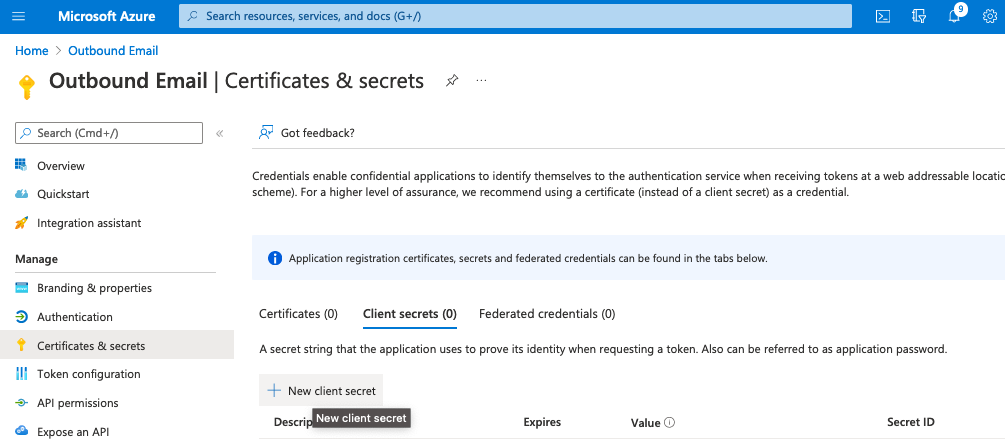 Microsoft Azure
Search resources, services, and docs (G+/)
9
Home > Outbound Email
Outbound Email | Certificates & secrets
Search (Cmd+/)
Overview
Quickstart
Integration assistant
Manage
Branding & properties
Authentication
Certificates & secrets
Token configuration
API permissions
Expose an API
Got feedback?
Credentials enable confidential applications to identify themselves to the authentication service when receiving tokens at a web addressable
scheme). For a higher level of assurance, we recommend using a certificate (instead of a client secret) as a credential.
Application registration certificates, secrets and federated credentials can be found in the tabs below.
Certificates (0) Client secrets (0) Federated credentials (0)
A secret string that the application uses to prove its identity when requesting a token. Also can be referred to as application password.
New client secret
New client secret
Expires Value Secret ID